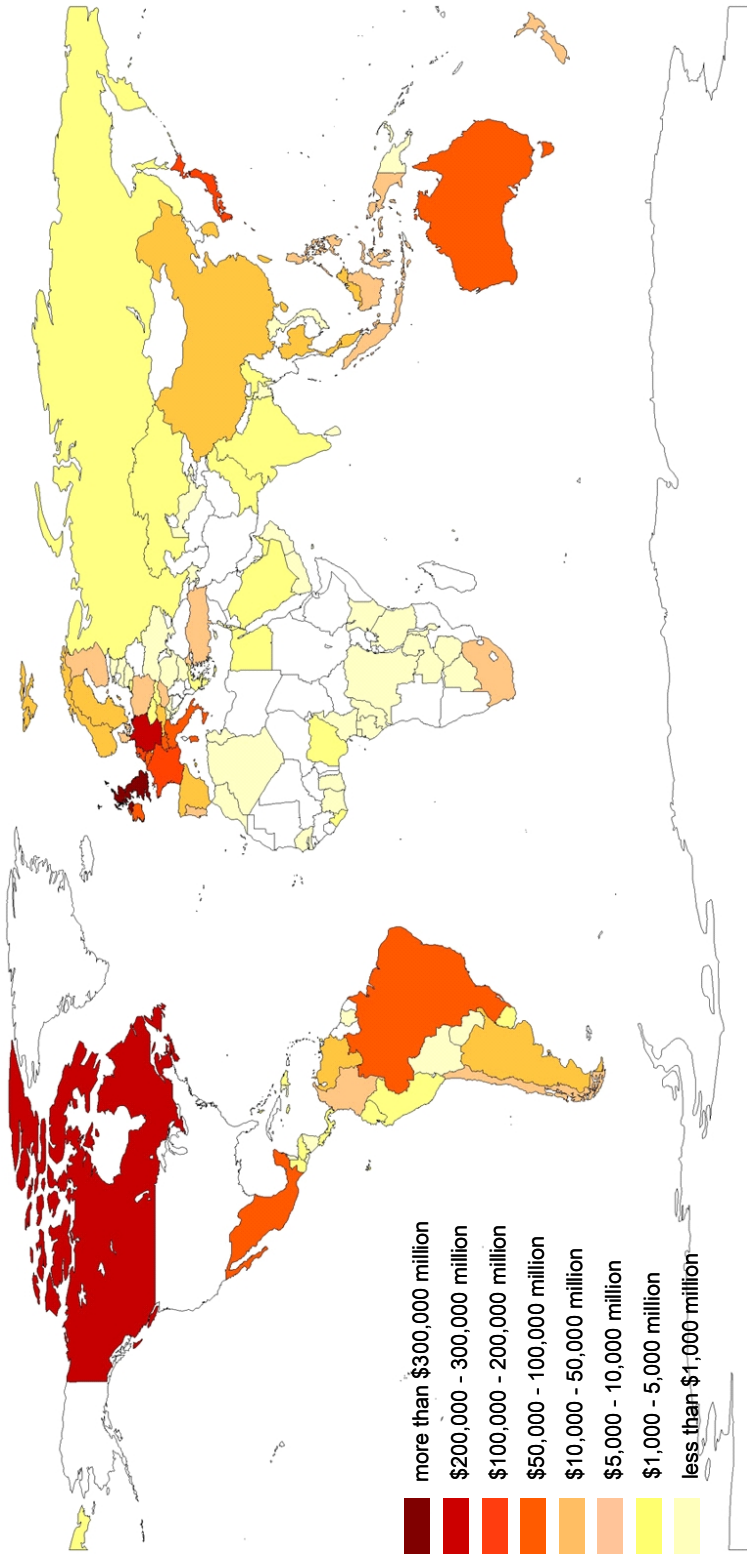 more than $300,000 million
$200,000 - 300,000 million
$100,000 - 200,000 million
$50,000 - 100,000 million
$10,000 - 50,000 million
$5,000 - 10,000 million
$1,000 - 5,000 million
less than $1,000 million